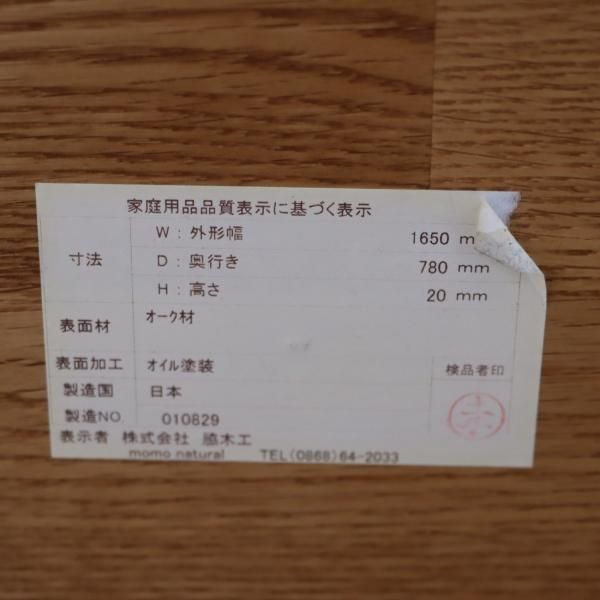 家庭用品品質表示に基づく表示
寸法
W：外形幅 1650 m
D：奥行き 780 mm
H：高さ 20 mm
表面材 オーク材
表面加工 オイル塗装 検品者印
製造国 日本
製造NO. 010829
表示者 株式会社 脇木工
momo natural TEL(0868)64-2033